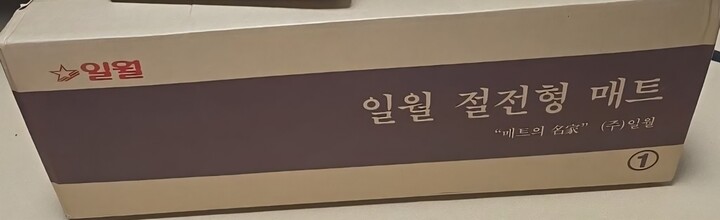 일월
일월 절전형 매트
“매트의 名家” (주)일월
①